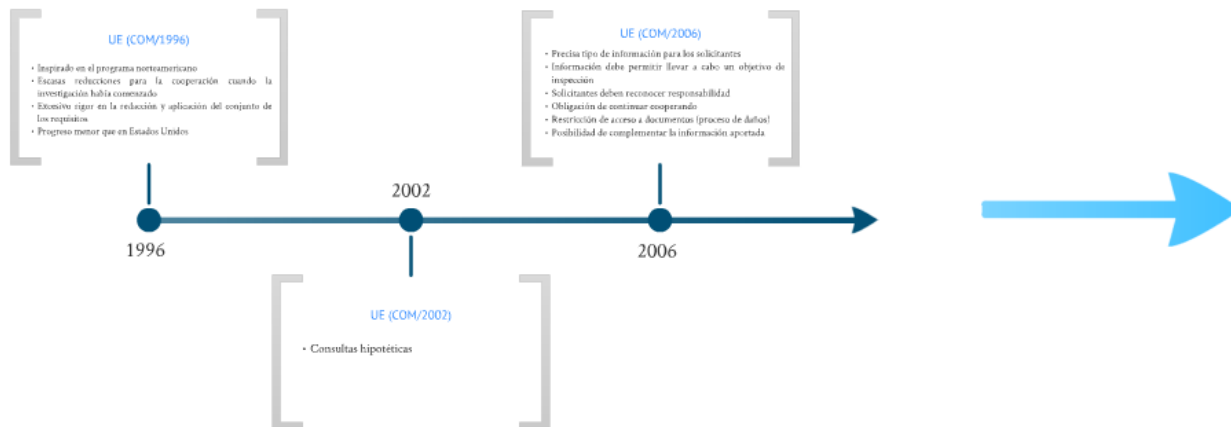 UE (COM/1996)
• Inspirado en el programa norteamericano
• Escasas reducciones para la cooperación cuando la
investigación había comenzado
• Excesivo rigor en la redacción y aplicación del conjunto de
los requisitos
• Progreso menor que en Estados Unidos
UE (COM/2006)
• Precisa tipo de información para los solicitantes
• Información debe permitir llevar a cabo un objetivo de
inspección
• Solicitantes deben reconocer responsabilidad
• Obligación de continuar cooperando
• Restricción de acceso a documentos (proceso de daños)
• Posibilidad de complementar la información aportada
2002
1996
2006
UE (COM/2002)
• Consultas hipotéticas